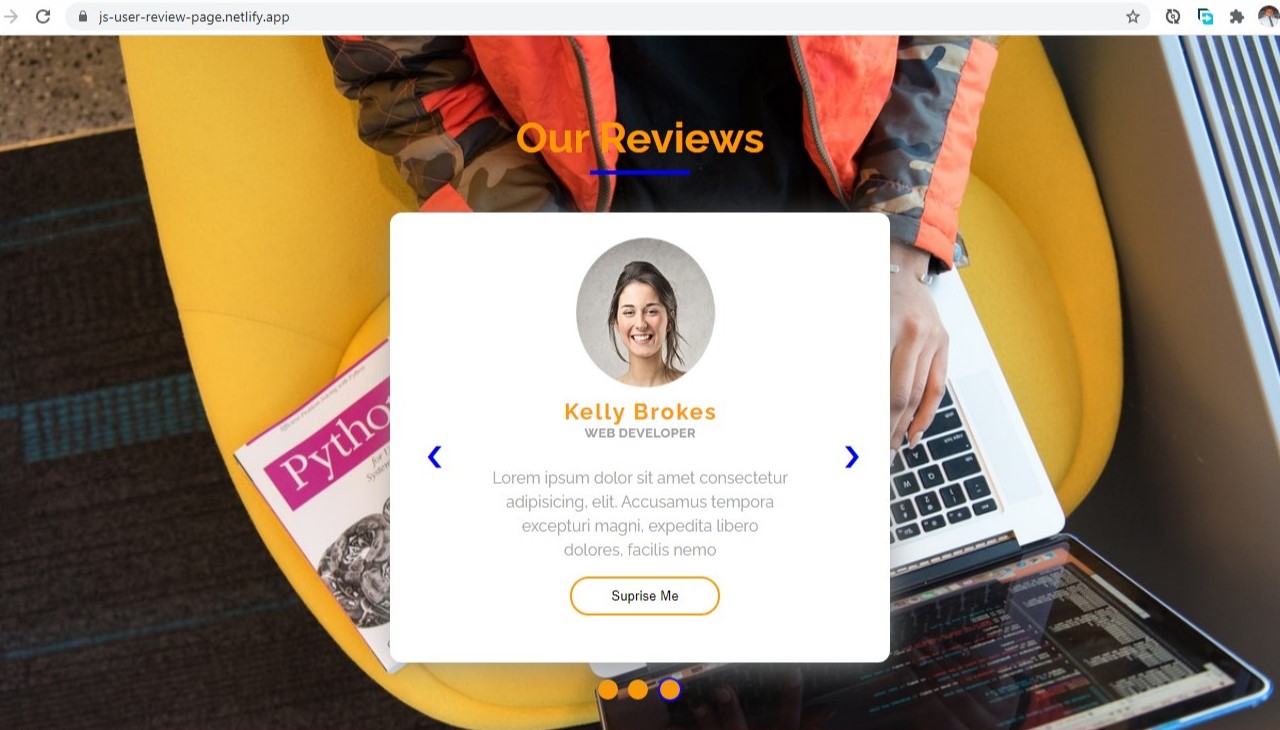 js-user-review-page.netlify.app
Our Reviews
Kelly Brokes
WEB DEVELOPER
Lorem ipsum dolor sit amet consectetur
adipisicing, elit. Accusamus tempora
excepturi magni, expedita libero
dolores, facilis nemo
Suprise Me
Python